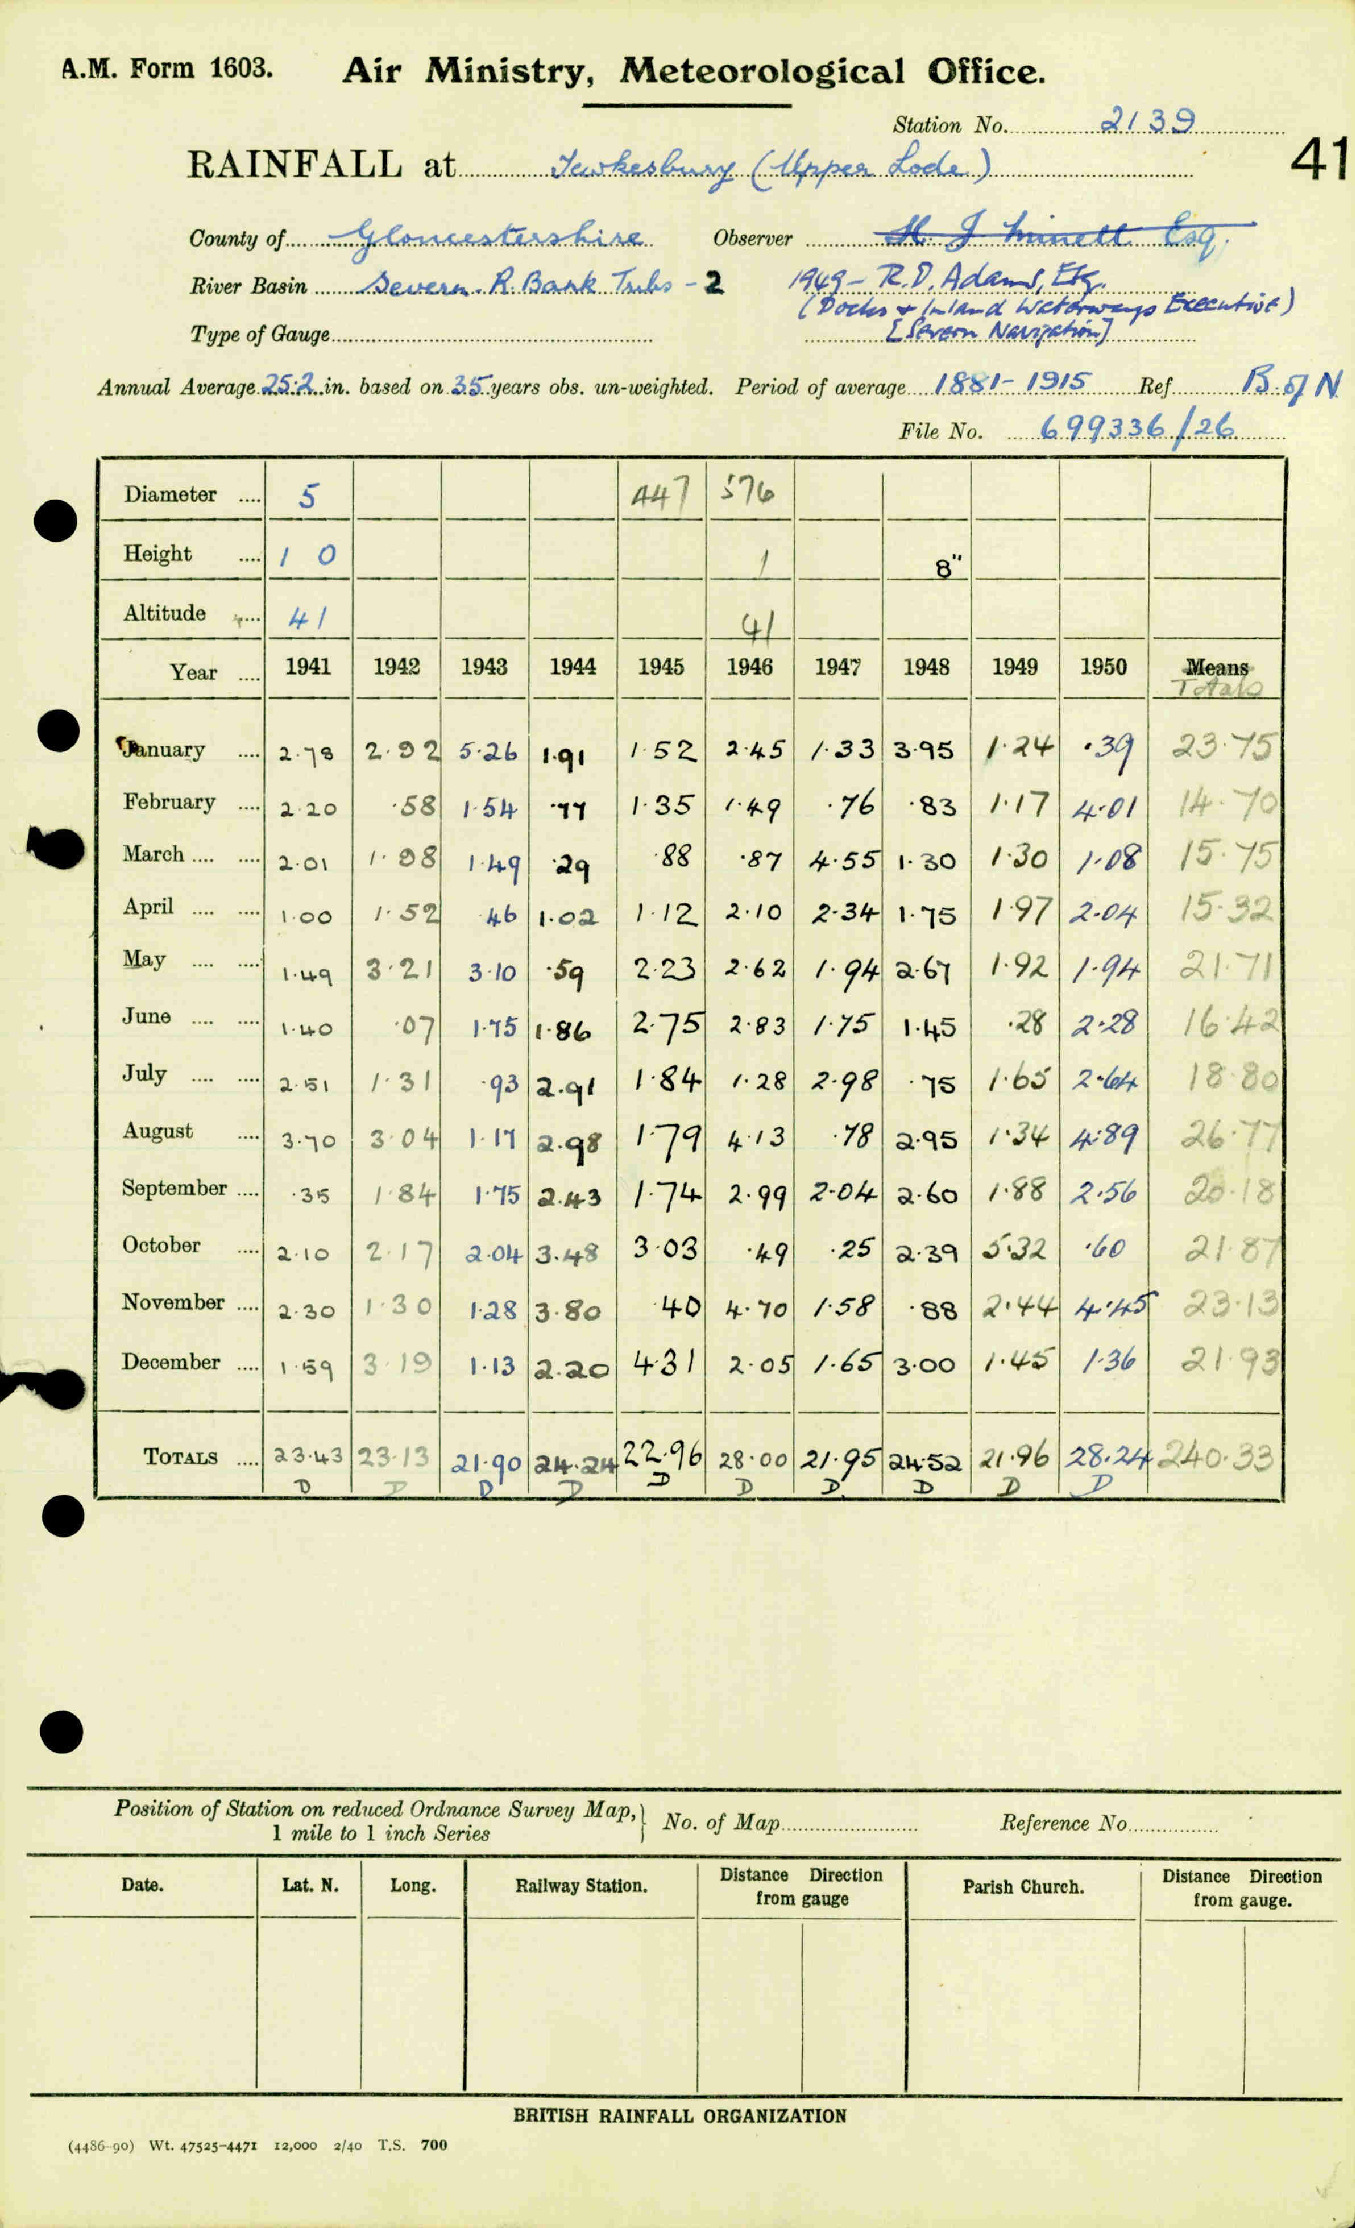 A.M. Form 1603. Air Ministry, Meteorological Office.
Station No. 2139
41
RAINFALL at Tewkesbury (Upper Lode)
County of Gloucestershire Observer H. J Minett Esq.
River Basin Severn. R. Bank Tribs - 2 1949 - R.D. Adams, Esq.
(Docks & Inland Waterways Executive)
Type of Gauge [Severn Navigation]
Annual Average 25.2 in. based on 35 years obs. un-weighted. Period of average 1881-1915 Ref. B. of N
File No. 699336/26
Diameter .... 5 447 576
Height .... 1 0 1 8"
Altitude .... 41 41
Year .... 1941 1942 1943 1944 1945 1946 1947 1948 1949 1950 Means
Totals
January .... 2.78 2.92 5.26 1.91 1.52 2.45 1.33 3.95 1.24 .39 23.75
February .... 2.20 .58 1.54 .77 1.35 1.49 .76 .83 1.17 4.01 14.70
March .... .... 2.01 1.98 1.49 .29 .88 .87 4.55 1.30 1.30 1.08 15.75
April .... .... 1.00 1.52 .46 1.02 1.12 2.10 2.34 1.75 1.97 2.04 15.32
May .... .... 1.49 3.21 3.10 .59 2.23 2.62 1.94 2.67 1.92 1.94 21.71
June .... .... 1.40 .07 1.75 1.86 2.75 2.83 1.75 1.45 .28 2.28 16.42
July .... .... 2.51 1.31 .93 2.91 1.84 1.28 2.98 .75 1.65 2.64 18.80
August .... 3.70 3.04 1.17 2.98 1.79 4.13 .78 2.95 1.34 4.89 26.77
September .... .35 1.84 1.75 2.43 1.74 2.99 2.04 2.60 1.88 2.56 20.18
October .... 2.10 2.17 2.04 3.48 3.03 .49 .25 2.39 5.32 .60 21.87
November .... 2.30 1.30 1.28 3.80 .40 4.70 1.58 .88 2.44 4.45 23.13
December .... 1.59 3.19 1.13 2.20 4.31 2.05 1.65 3.00 1.45 1.36 21.93
TOTALS .... 23.43 23.13 21.90 24.24 22.96 28.00 21.95 24.52 21.96 28.24 240.33
D D D D D D D D D D
Position of Station on reduced Ordnance Survey Map,
1 mile to 1 inch Series
No. of Map Reference No.
Date. Lat. N. Long. Railway Station. Distance Direction from gauge Parish Church. Distance Direction from gauge.
BRITISH RAINFALL ORGANIZATION
(4486-90) Wt. 47525-4471 12,000 2/40 T.S. 700